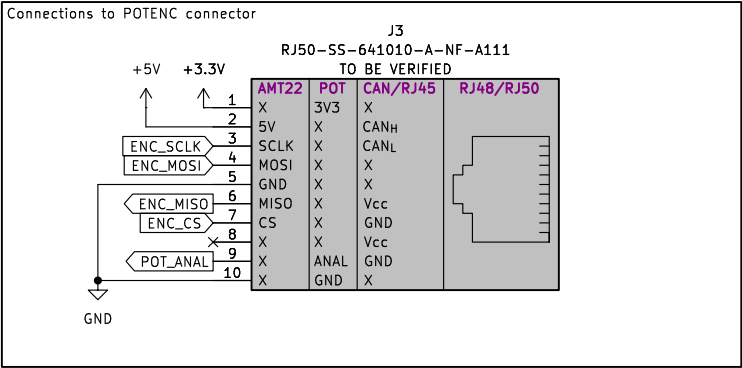 Connections to POTENC connector
J3
RJ50-SS-641010-A-NF-A111
TO BE VERIFIED
+5V +3.3V
AMT22 POT CAN/RJ45 RJ48/RJ50
1 X 3V3 X
2 5V X CANH
ENC_SCLK 3 SCLK X CANL
ENC_MOSI 4 MOSI X X
5 GND X X
ENC_MISO 6 MISO X Vcc
ENC_CS 7 CS X GND
8 X X Vcc
POT_ANAL 9 X ANAL GND
10 X GND X
GND